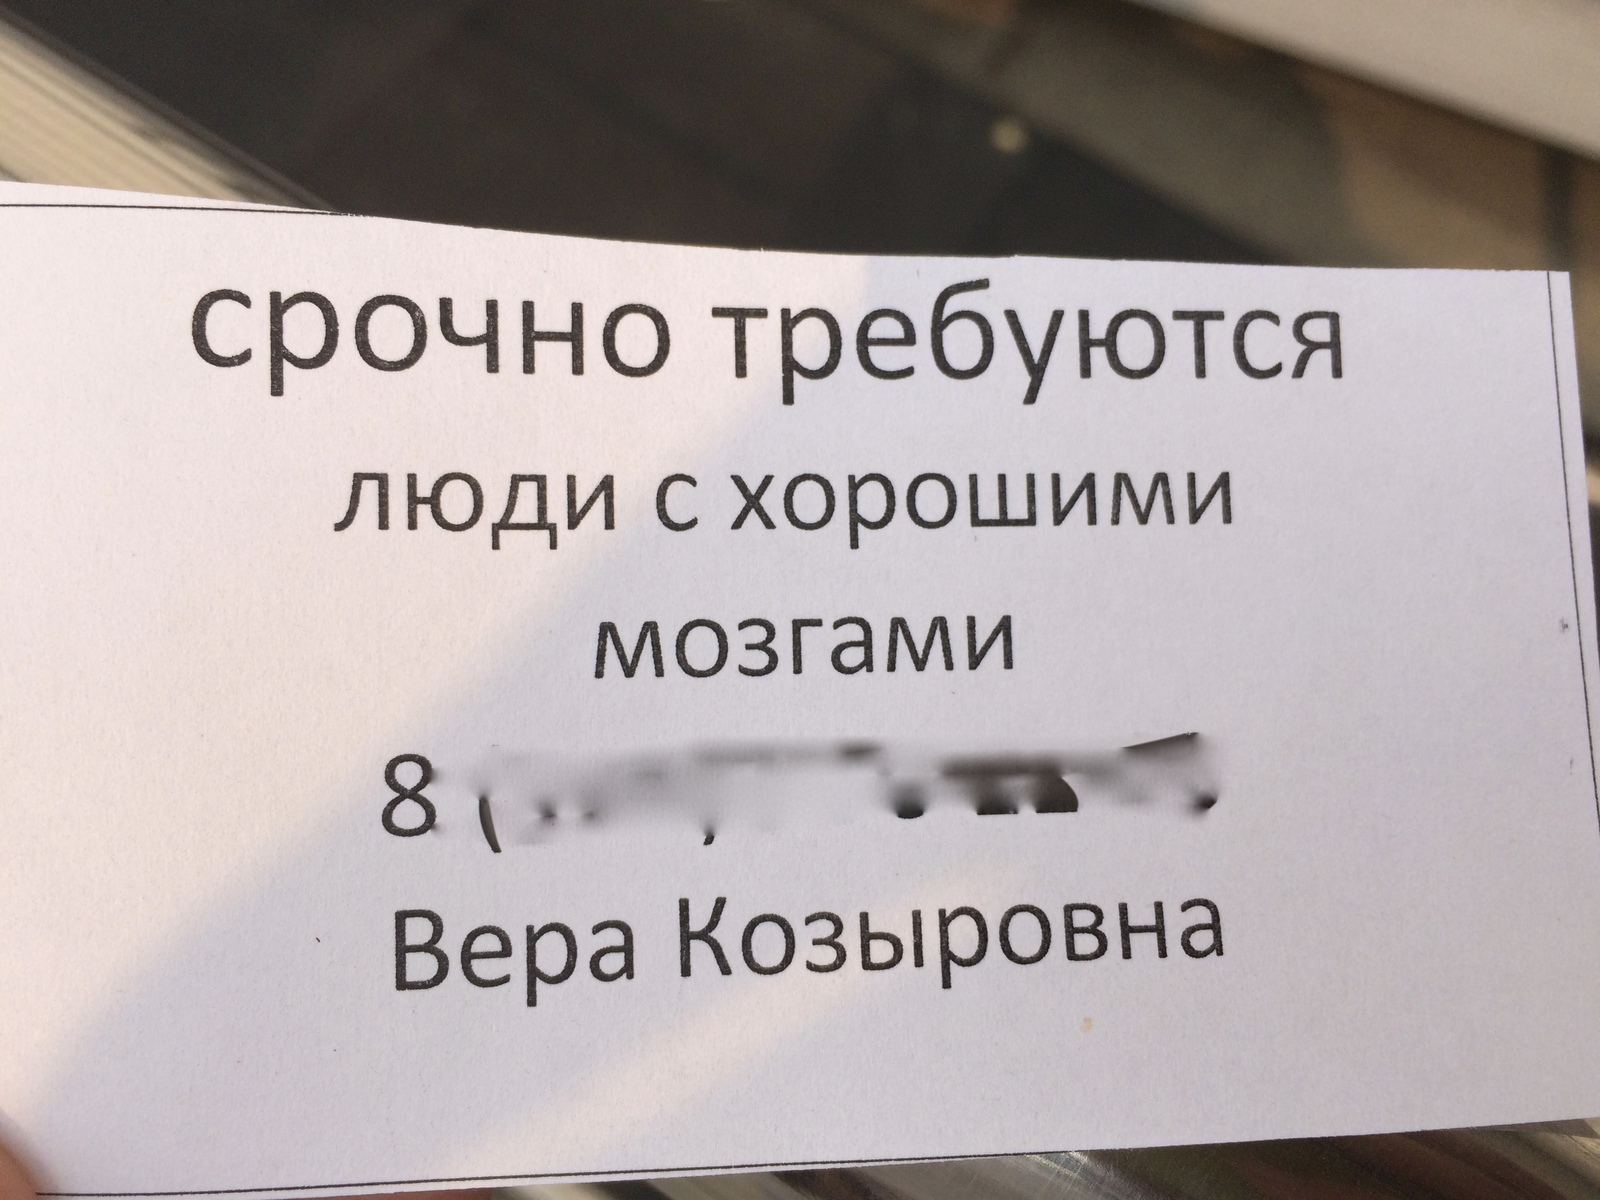 срочно требуются
люди с хорошими
мозгами
8
Вера Козыровна